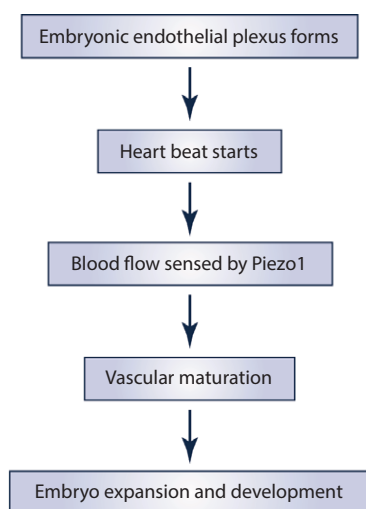 Embryonic endothelial plexus forms
Heart beat starts
Blood flow sensed by Piezo1
Vascular maturation
Embryo expansion and development